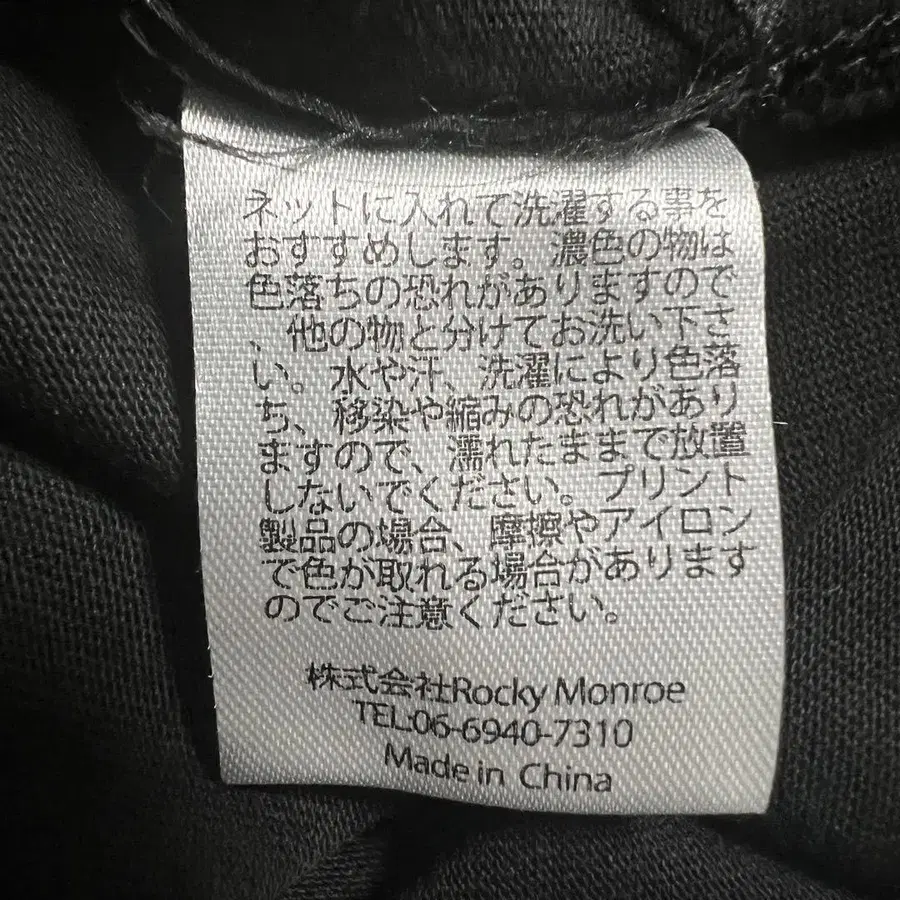 ネットに入れて洗濯する事を
おすすめします。濃色の物は
色落ちの恐れがありますので
、他の物と分けてお洗い下さ
い。水や汗、洗濯により色落
ち、移染や縮みの恐れがあり
ますので、濡れたままで放置
しないでください。プリント
製品の場合、摩擦やアイロン
で色が取れる場合があります
のでご注意ください。
株式会社Rocky Monroe
TEL:06-6940-7310
Made in China